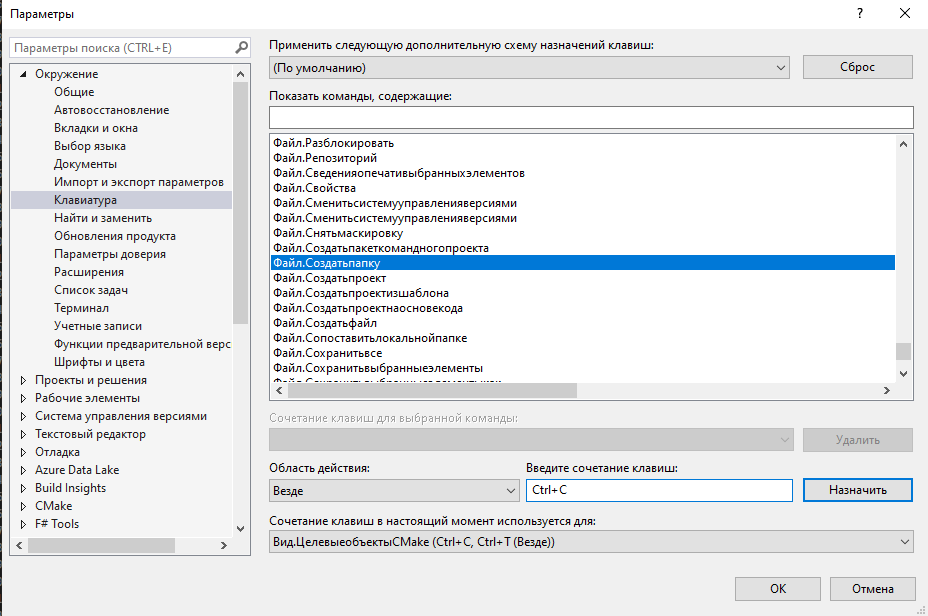 Параметры
?
Параметры поиска (CTRL+E)
Окружение
Общие
Автовосстановление
Вкладки и окна
Выбор языка
Документы
Импорт и экспорт параметров
Клавиатура
Найти и заменить
Обновления продукта
Параметры доверия
Расширения
Список задач
Терминал
Учетные записи
Функции предварительной верс
Шрифты и цвета
Проекты и решения
Рабочие элементы
Система управления версиями
Текстовый редактор
Отладка
Azure Data Lake
Build Insights
CMake
F# Tools
Применить следующую дополнительную схему назначений клавиш:
(По умолчанию)
Сброс
Показать команды, содержащие:
Файл.Разблокировать
Файл.Репозиторий
Файл.Сведенияопечативыбранныхэлементов
Файл.Свойства
Файл.Сменитьсистемууправленияверсиями
Файл.Сменитьсистемууправленияверсиями
Файл.Снятьмаскировку
Файл.Создатьпакеткомандногопроекта
Файл.Создатьпапку
Файл.Создатьпроект
Файл.Создатьпроектизшаблона
Файл.Создатьпроектнаосновекода
Файл.Создатьфайл
Файл.Сопоставитьлокальнойпапке
Файл.Сохранитьвсе
Файл.Сохранитьвыбранныеэлементы
Сочетание клавиш для выбранной команды:
Удалить
Область действия:
Введите сочетание клавиш:
Везде
Ctrl+C
Назначить
Сочетание клавиш в настоящий момент используется для:
Вид.ЦелевыеобъектыCMake (Ctrl+C, Ctrl+T (Везде))
OK
Отмена